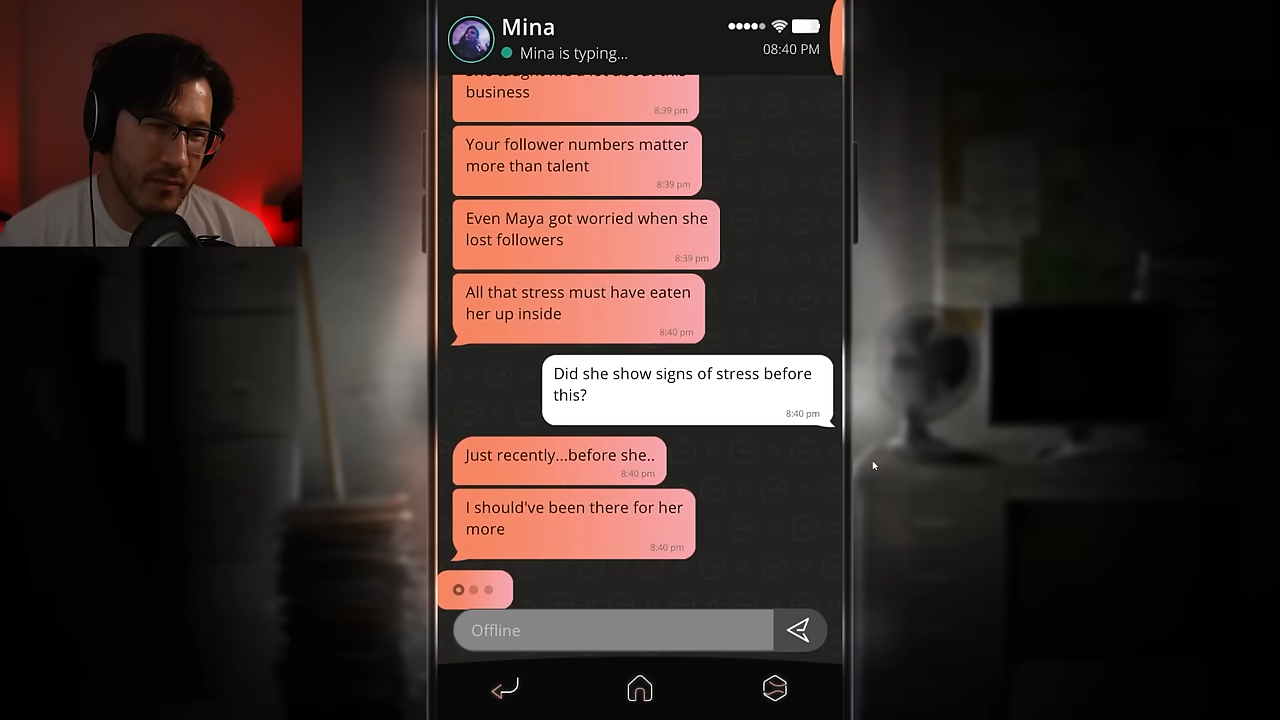 Mina
Mina is typing...
08:40 PM
business
8:39 pm
Your follower numbers matter
more than talent
8:39 pm
Even Maya got worried when she
lost followers
8:39 pm
All that stress must have eaten
her up inside
8:40 pm
Did she show signs of stress before
this?
8:40 pm
Just recently...before she..
8:40 pm
I should've been there for her
more
8:40 pm
Offline